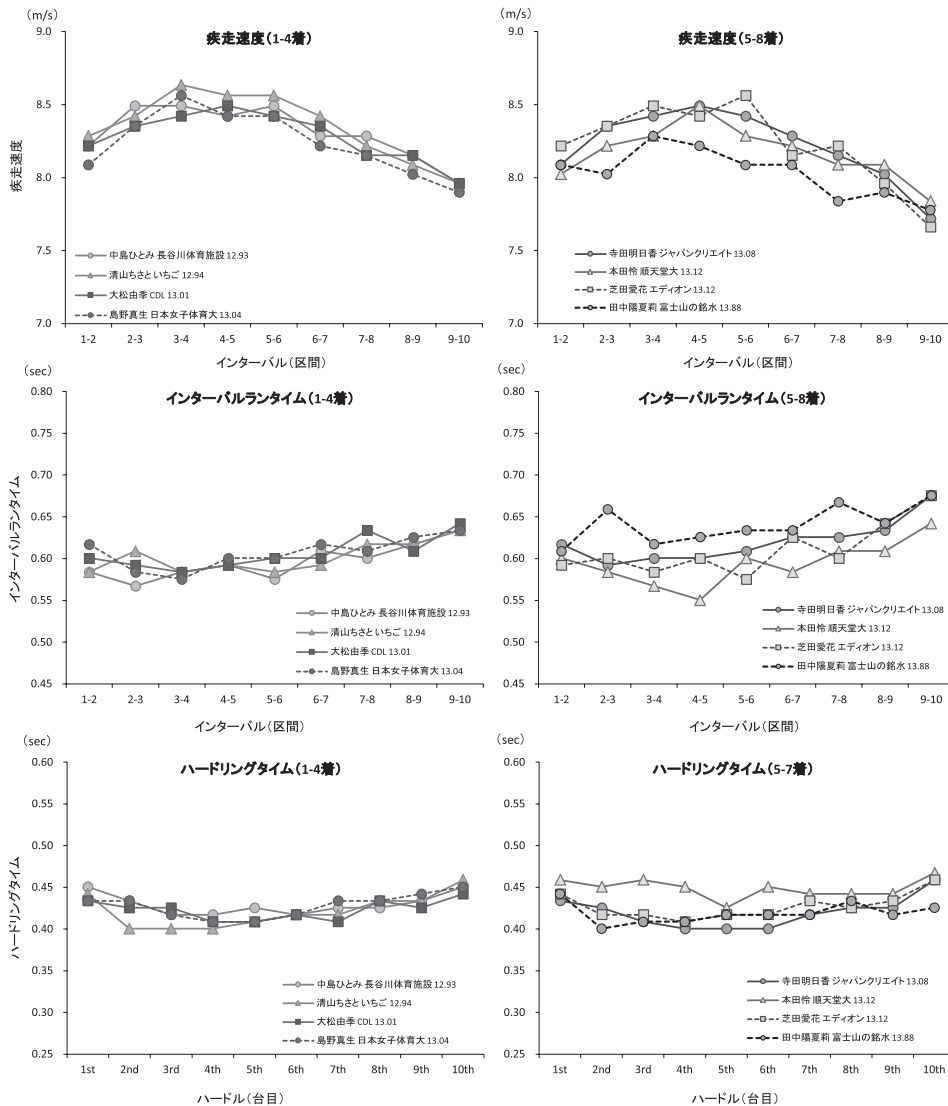 （m/s）
疾走速度（1-4着）
9.0
8.5
8.0
7.5
7.0
疾走速度
中島ひとみ 長谷川体育施設 12.93
清山ちさと いちご 12.94
大松由季 CDL 13.01
島野真生 日本女子体育大 13.04
1-2 2-3 3-4 4-5 5-6 6-7 7-8 8-9 9-10
インターバル（区間）
（m/s）
疾走速度（5-8着）
9.0
8.5
8.0
7.5
7.0
寺田明日香 ジャパンクリエイト 13.08
本田怜 順天堂大 13.12
芝田愛花 エディオン 13.12
田中陽夏莉 富士山の銘水 13.88
1-2 2-3 3-4 4-5 5-6 6-7 7-8 8-9 9-10
インターバル（区間）
（sec）
インターバルランタイム（1-4着）
0.80
0.75
0.70
0.65
0.60
0.55
0.50
0.45
インターバルランタイム
中島ひとみ 長谷川体育施設 12.93
清山ちさと いちご 12.94
大松由季 CDL 13.01
島野真生 日本女子体育大 13.04
1-2 2-3 3-4 4-5 5-6 6-7 7-8 8-9 9-10
インターバル（区間）
（sec）
インターバルランタイム（5-8着）
0.80
0.75
0.70
0.65
0.60
0.55
0.50
0.45
寺田明日香 ジャパンクリエイト 13.08
本田怜 順天堂大 13.12
芝田愛花 エディオン 13.12
田中陽夏莉 富士山の銘水 13.88
1-2 2-3 3-4 4-5 5-6 6-7 7-8 8-9 9-10
インターバル（区間）
（sec）
ハードリングタイム（1-4着）
0.60
0.55
0.50
0.45
0.40
0.35
0.30
0.25
ハードリングタイム
中島ひとみ 長谷川体育施設 12.93
清山ちさと いちご 12.94
大松由季 CDL 13.01
島野真生 日本女子体育大 13.04
1st 2nd 3rd 4th 5th 6th 7th 8th 9th 10th
ハードル（台目）
（sec）
ハードリングタイム（5-7着）
0.60
0.55
0.50
0.45
0.40
0.35
0.30
0.25
寺田明日香 ジャパンクリエイト 13.08
本田怜 順天堂大 13.12
芝田愛花 エディオン 13.12
田中陽夏莉 富士山の銘水 13.88
1st 2nd 3rd 4th 5th 6th 7th 8th 9th 10th
ハードル（台目）